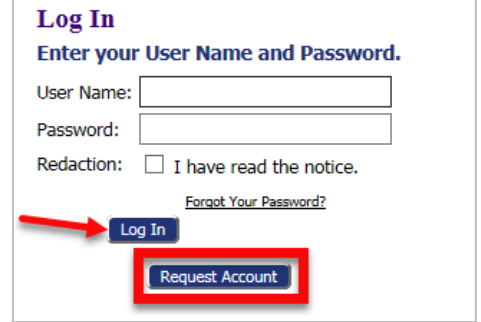 Log In
Enter your User Name and Password.
User Name:
Password:
Redaction: I have read the notice.
Forgot Your Password?
Log In
Request Account